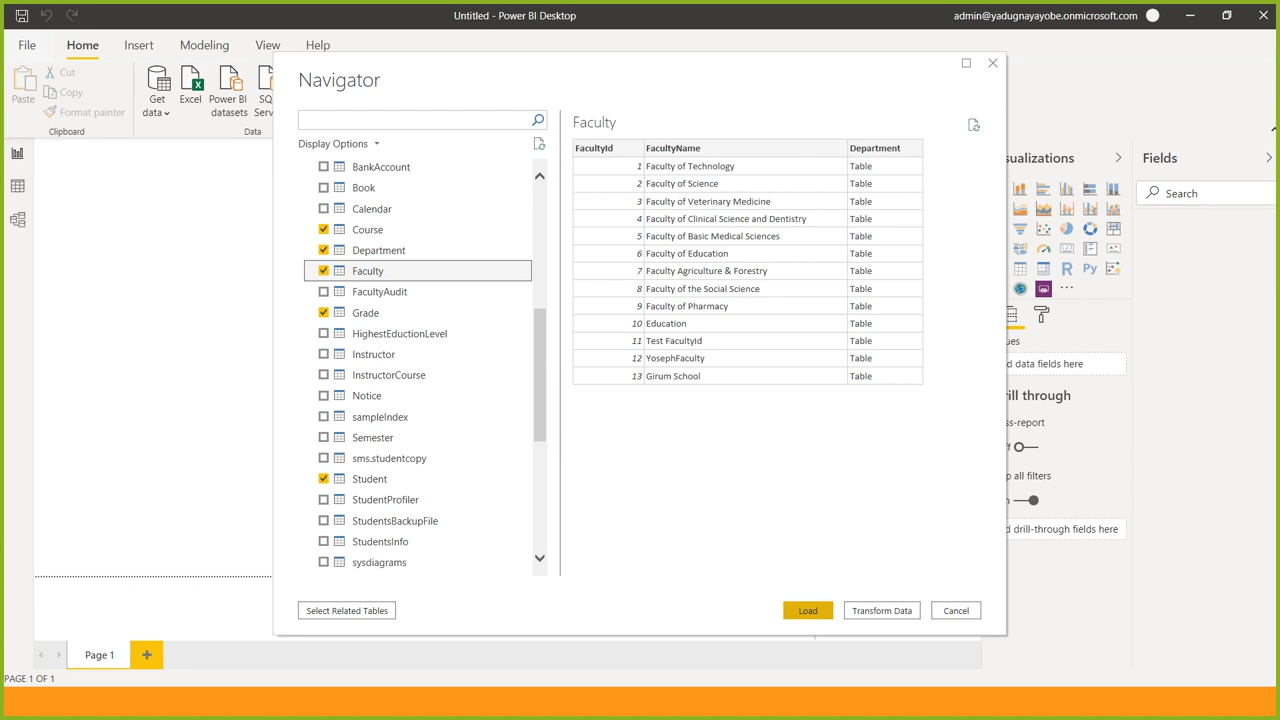 Untitled - Power BI Desktop
admin@yadugnayayobe.onmicrosoft.com
File Home Insert Modeling View Help
Paste
Cut
Copy
Format painter
Clipboard
Get data
Excel
Power BI datasets
SQ
Serv
Data
Navigator
Display Options
BankAccount
Book
Calendar
Course
Department
Faculty
FacultyAudit
Grade
HighestEductionLevel
Instructor
InstructorCourse
Notice
sampleIndex
Semester
sms.studentcopy
Student
StudentProfiler
StudentsBackupFile
StudentsInfo
sysdiagrams
Faculty
FacultyId FacultyName Department
1 Faculty of Technology Table
2 Faculty of Science Table
3 Faculty of Veterinary Medicine Table
4 Faculty of Clinical Science and Dentistry Table
5 Faculty of Basic Medical Sciences Table
6 Faculty of Education Table
7 Faculty Agriculture & Forestry Table
8 Faculty of the Social Science Table
9 Faculty of Pharmacy Table
10 Education Table
11 Test FacultyId Table
12 YosephFaculty Table
13 Girum School Table
Select Related Tables
Load
Transform Data
Cancel
sualizations
R Py
ues
d data fields here
rill through
ss-report
f
p all filters
n
d drill-through fields here
Fields
Search
Page 1
PAGE 1 OF 1